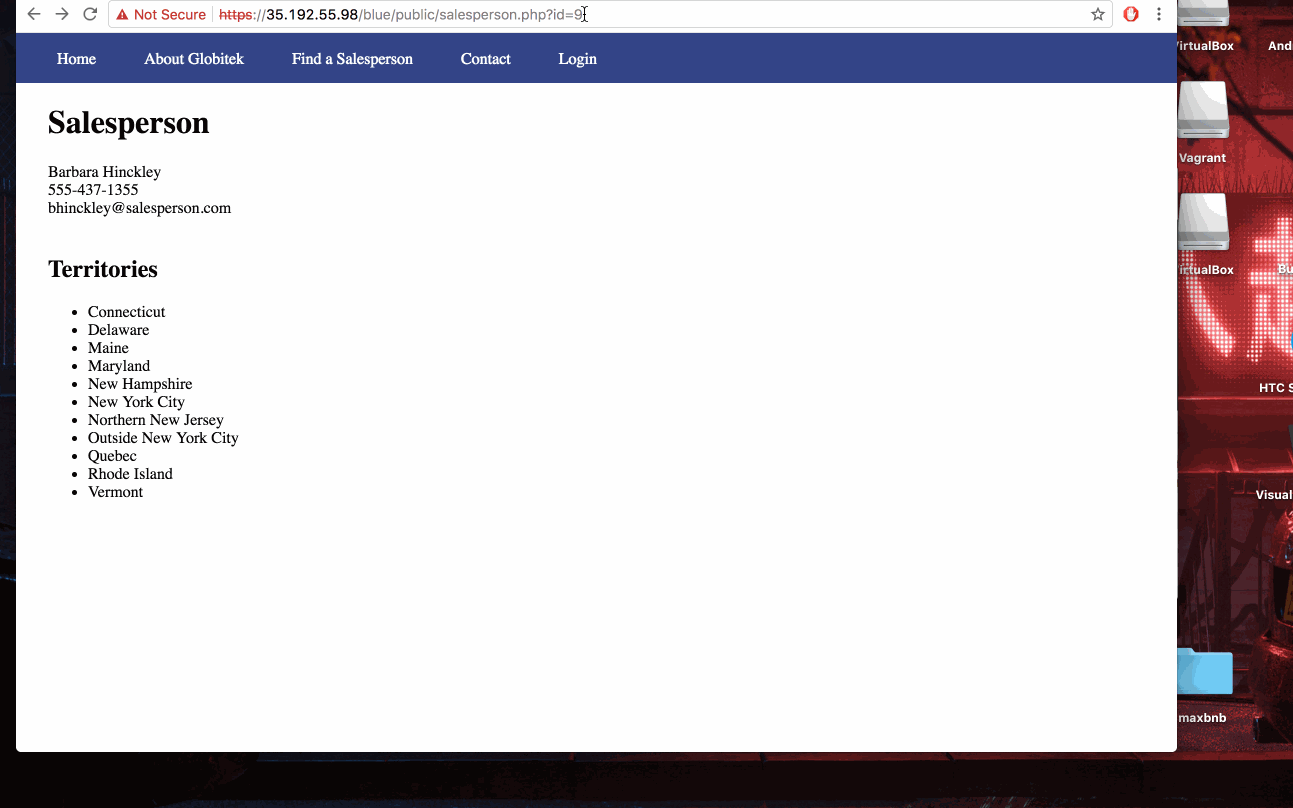 Not Secure https://35.192.55.98/blue/public/salesperson.php?id=9
Home About Globitek Find a Salesperson Contact Login
Salesperson
Barbara Hinckley
555-437-1355
bhinckley@salesperson.com
Territories
Connecticut
Delaware
Maine
Maryland
New Hampshire
New York City
Northern New Jersey
Outside New York City
Quebec
Rhode Island
Vermont
VirtualBox
And
Vagrant
VirtualBox
Bu
HTC S
Visual
maxbnb